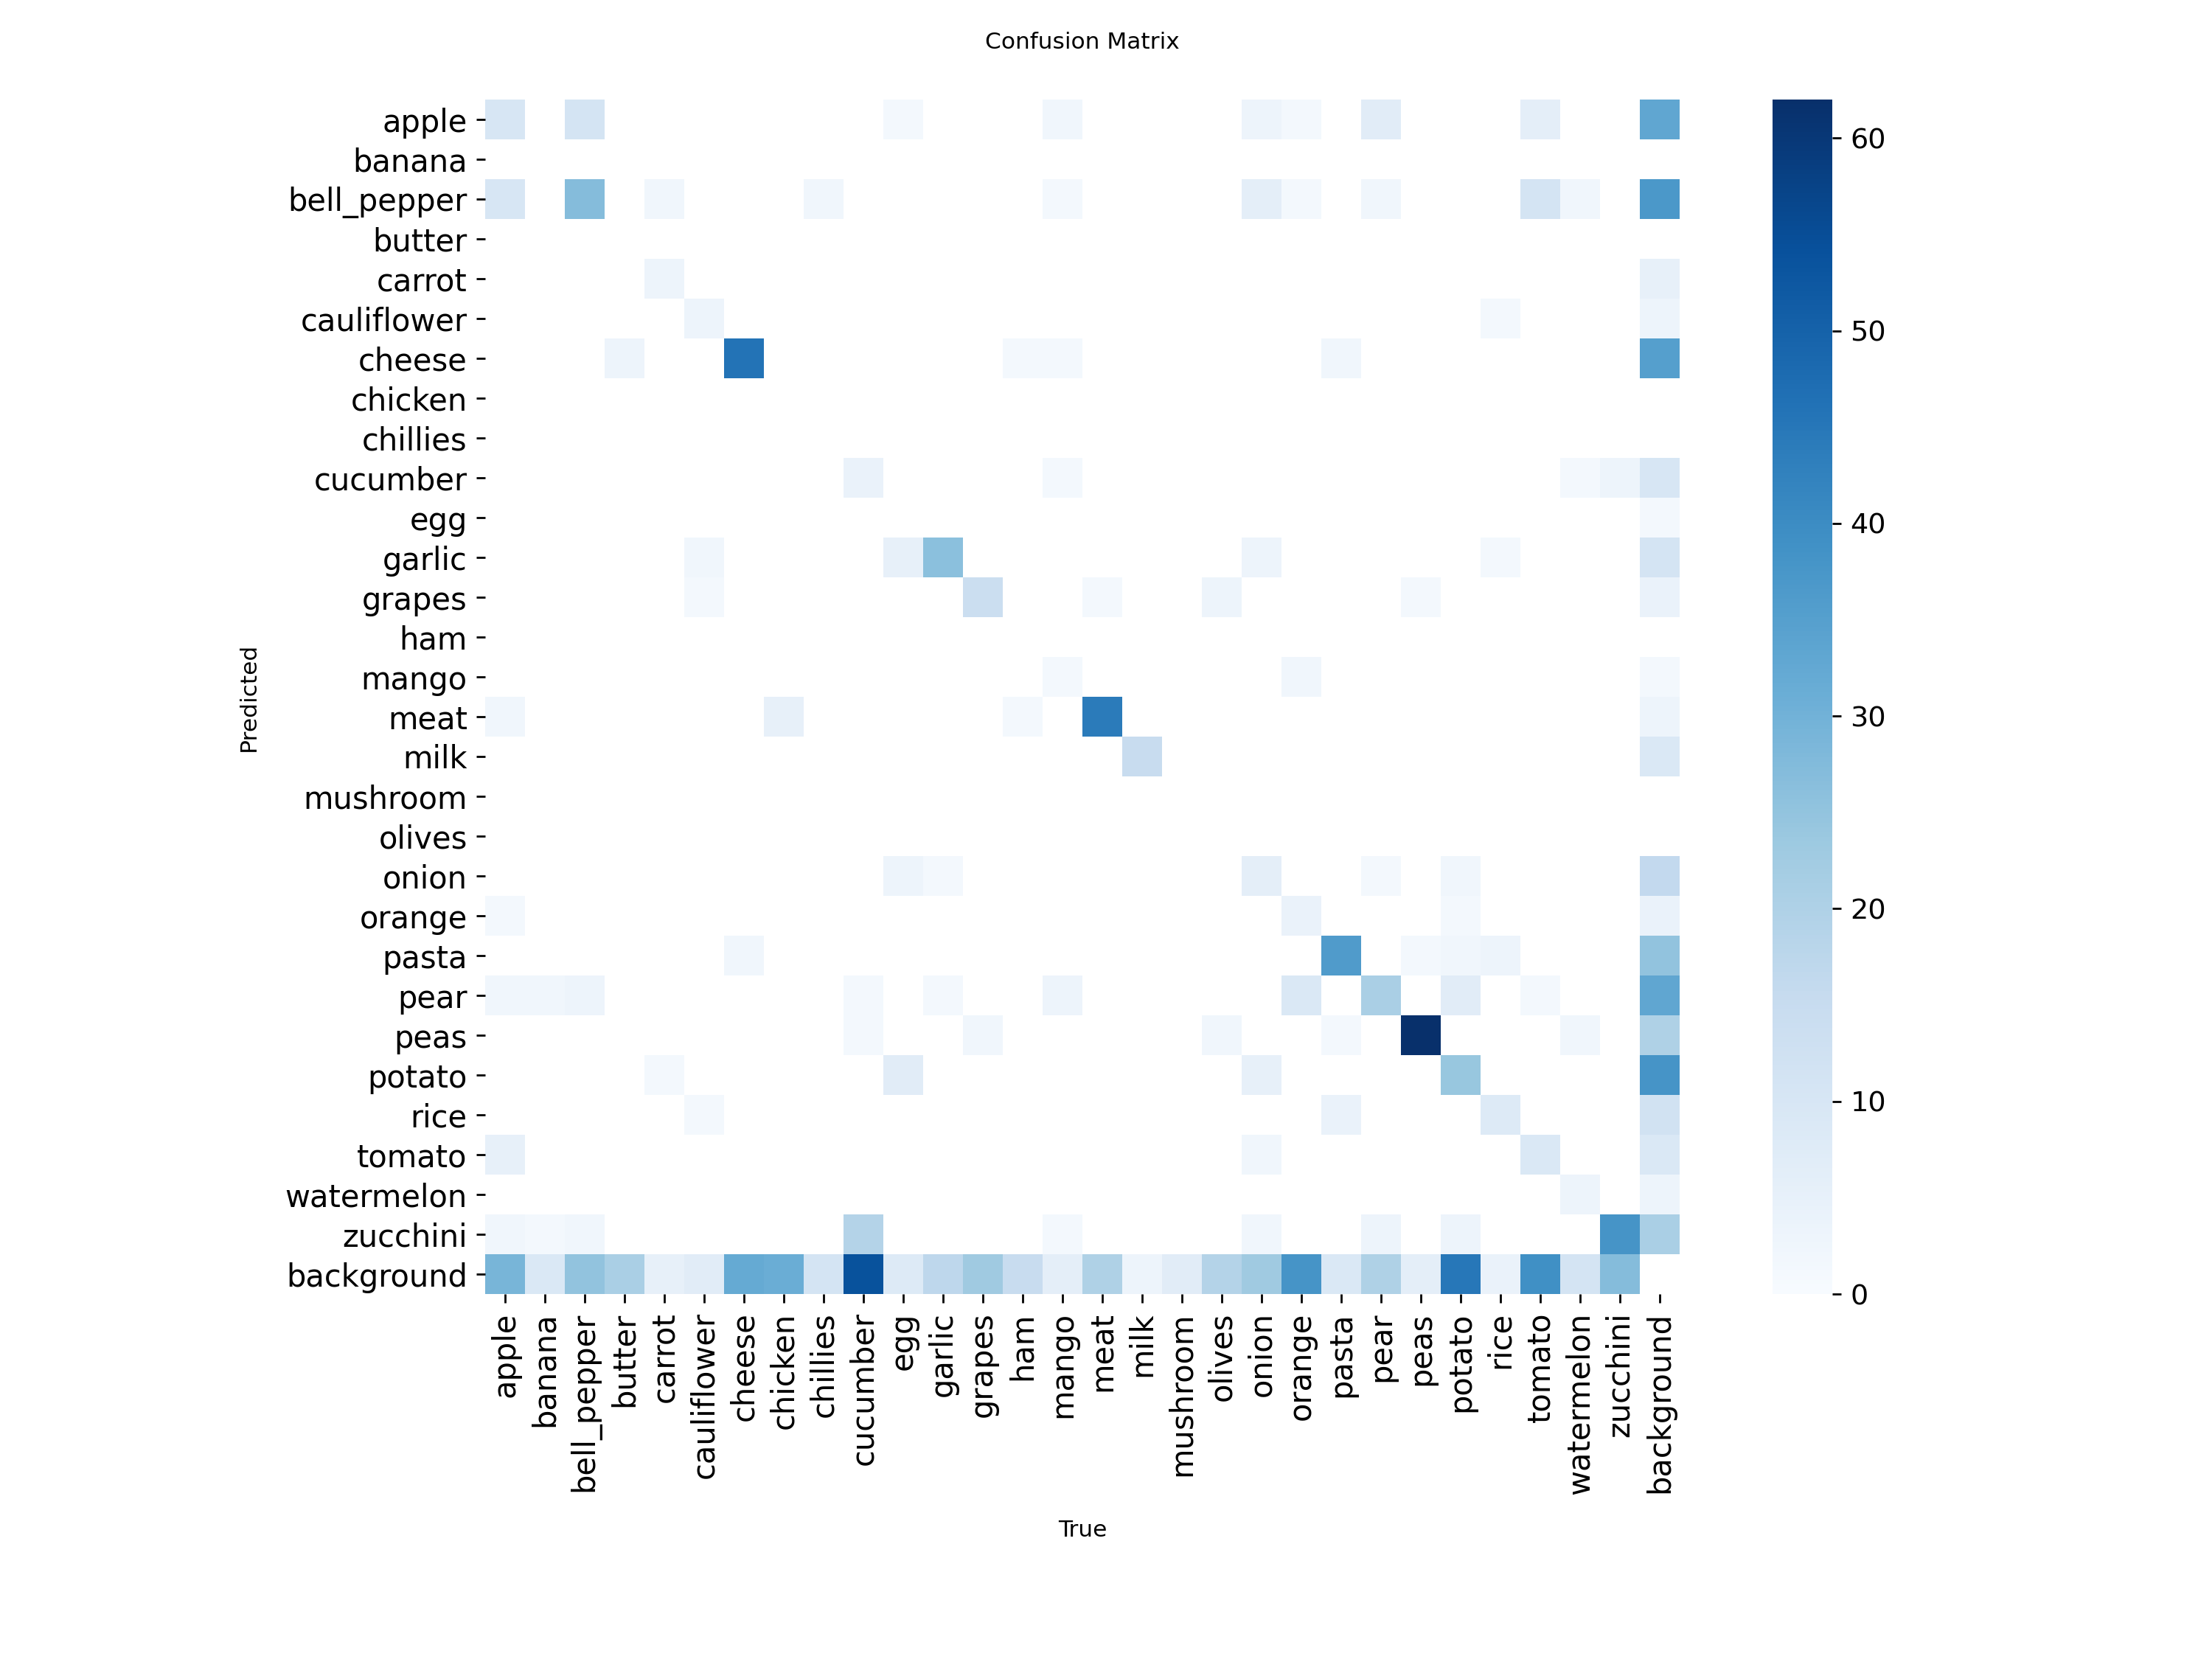 Confusion Matrix
apple
banana
bell_pepper
butter
carrot
cauliflower
cheese
chicken
chillies
cucumber
egg
garlic
grapes
ham
mango
meat
milk
mushroom
olives
onion
orange
pasta
pear
peas
potato
rice
tomato
watermelon
zucchini
background
Predicted
apple
banana
bell_pepper
butter
carrot
cauliflower
cheese
chicken
chillies
cucumber
egg
garlic
grapes
ham
mango
meat
milk
mushroom
olives
onion
orange
pasta
pear
peas
potato
rice
tomato
watermelon
zucchini
background
True
60
50
40
30
20
10
0